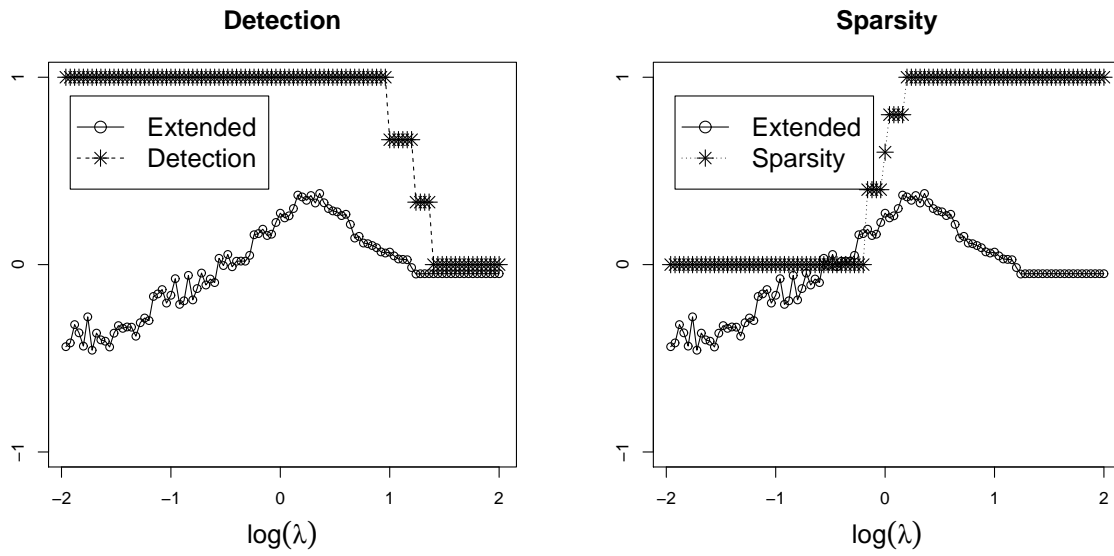 Detection
Extended
Detection
1
0
−1
−2
−1
0
1
2
log(λ)
Sparsity
Extended
Sparsity
1
0
−1
−2
−1
0
1
2
log(λ)